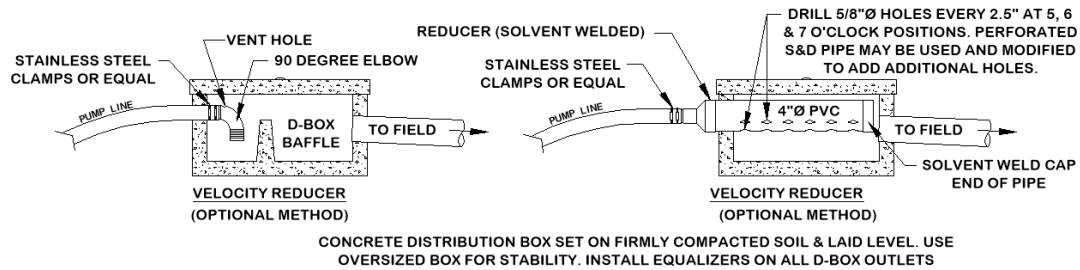 VENT HOLE
90 DEGREE ELBOW
STAINLESS STEEL
CLAMPS OR EQUAL
PUMP LINE
D-BOX
BAFFLE
TO FIELD
VELOCITY REDUCER
(OPTIONAL METHOD)
DRILL 5/8"Ø HOLES EVERY 2.5" AT 5, 6
& 7 O'CLOCK POSITIONS. PERFORATED
S&D PIPE MAY BE USED AND MODIFIED
TO ADD ADDITIONAL HOLES.
REDUCER (SOLVENT WELDED)
STAINLESS STEEL
CLAMPS OR EQUAL
PUMP LINE
4"Ø PVC
TO FIELD
SOLVENT WELD CAP
END OF PIPE
VELOCITY REDUCER
(OPTIONAL METHOD)
CONCRETE DISTRIBUTION BOX SET ON FIRMLY COMPACTED SOIL & LAID LEVEL. USE
OVERSIZED BOX FOR STABILITY. INSTALL EQUALIZERS ON ALL D-BOX OUTLETS